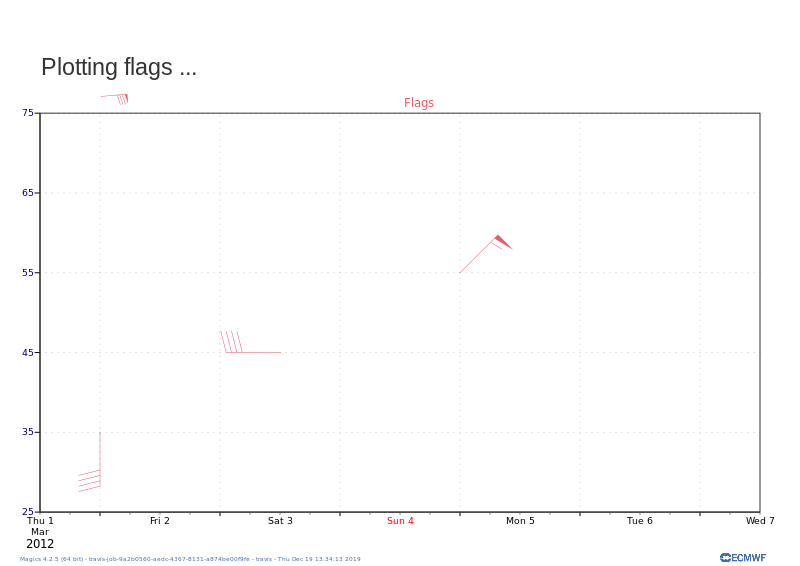 Plotting flags ...
Flags
75
65
55
45
35
25
Thu 1 Fri 2 Sat 3 Sun 4 Mon 5 Tue 6 Wed 7
Mar
2012
Magics 4.2.5 (64 bit) - travis-job-9a2b0560-aedc-4367-8131-a874be00f9fe - travis - Thu Dec 19 13:34:13 2019
ECMWF